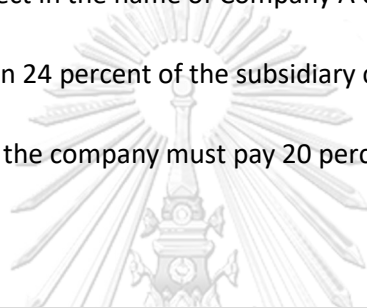 ect in the name of Company A
n 24 percent of the subsidiary
the company must pay 20 perc